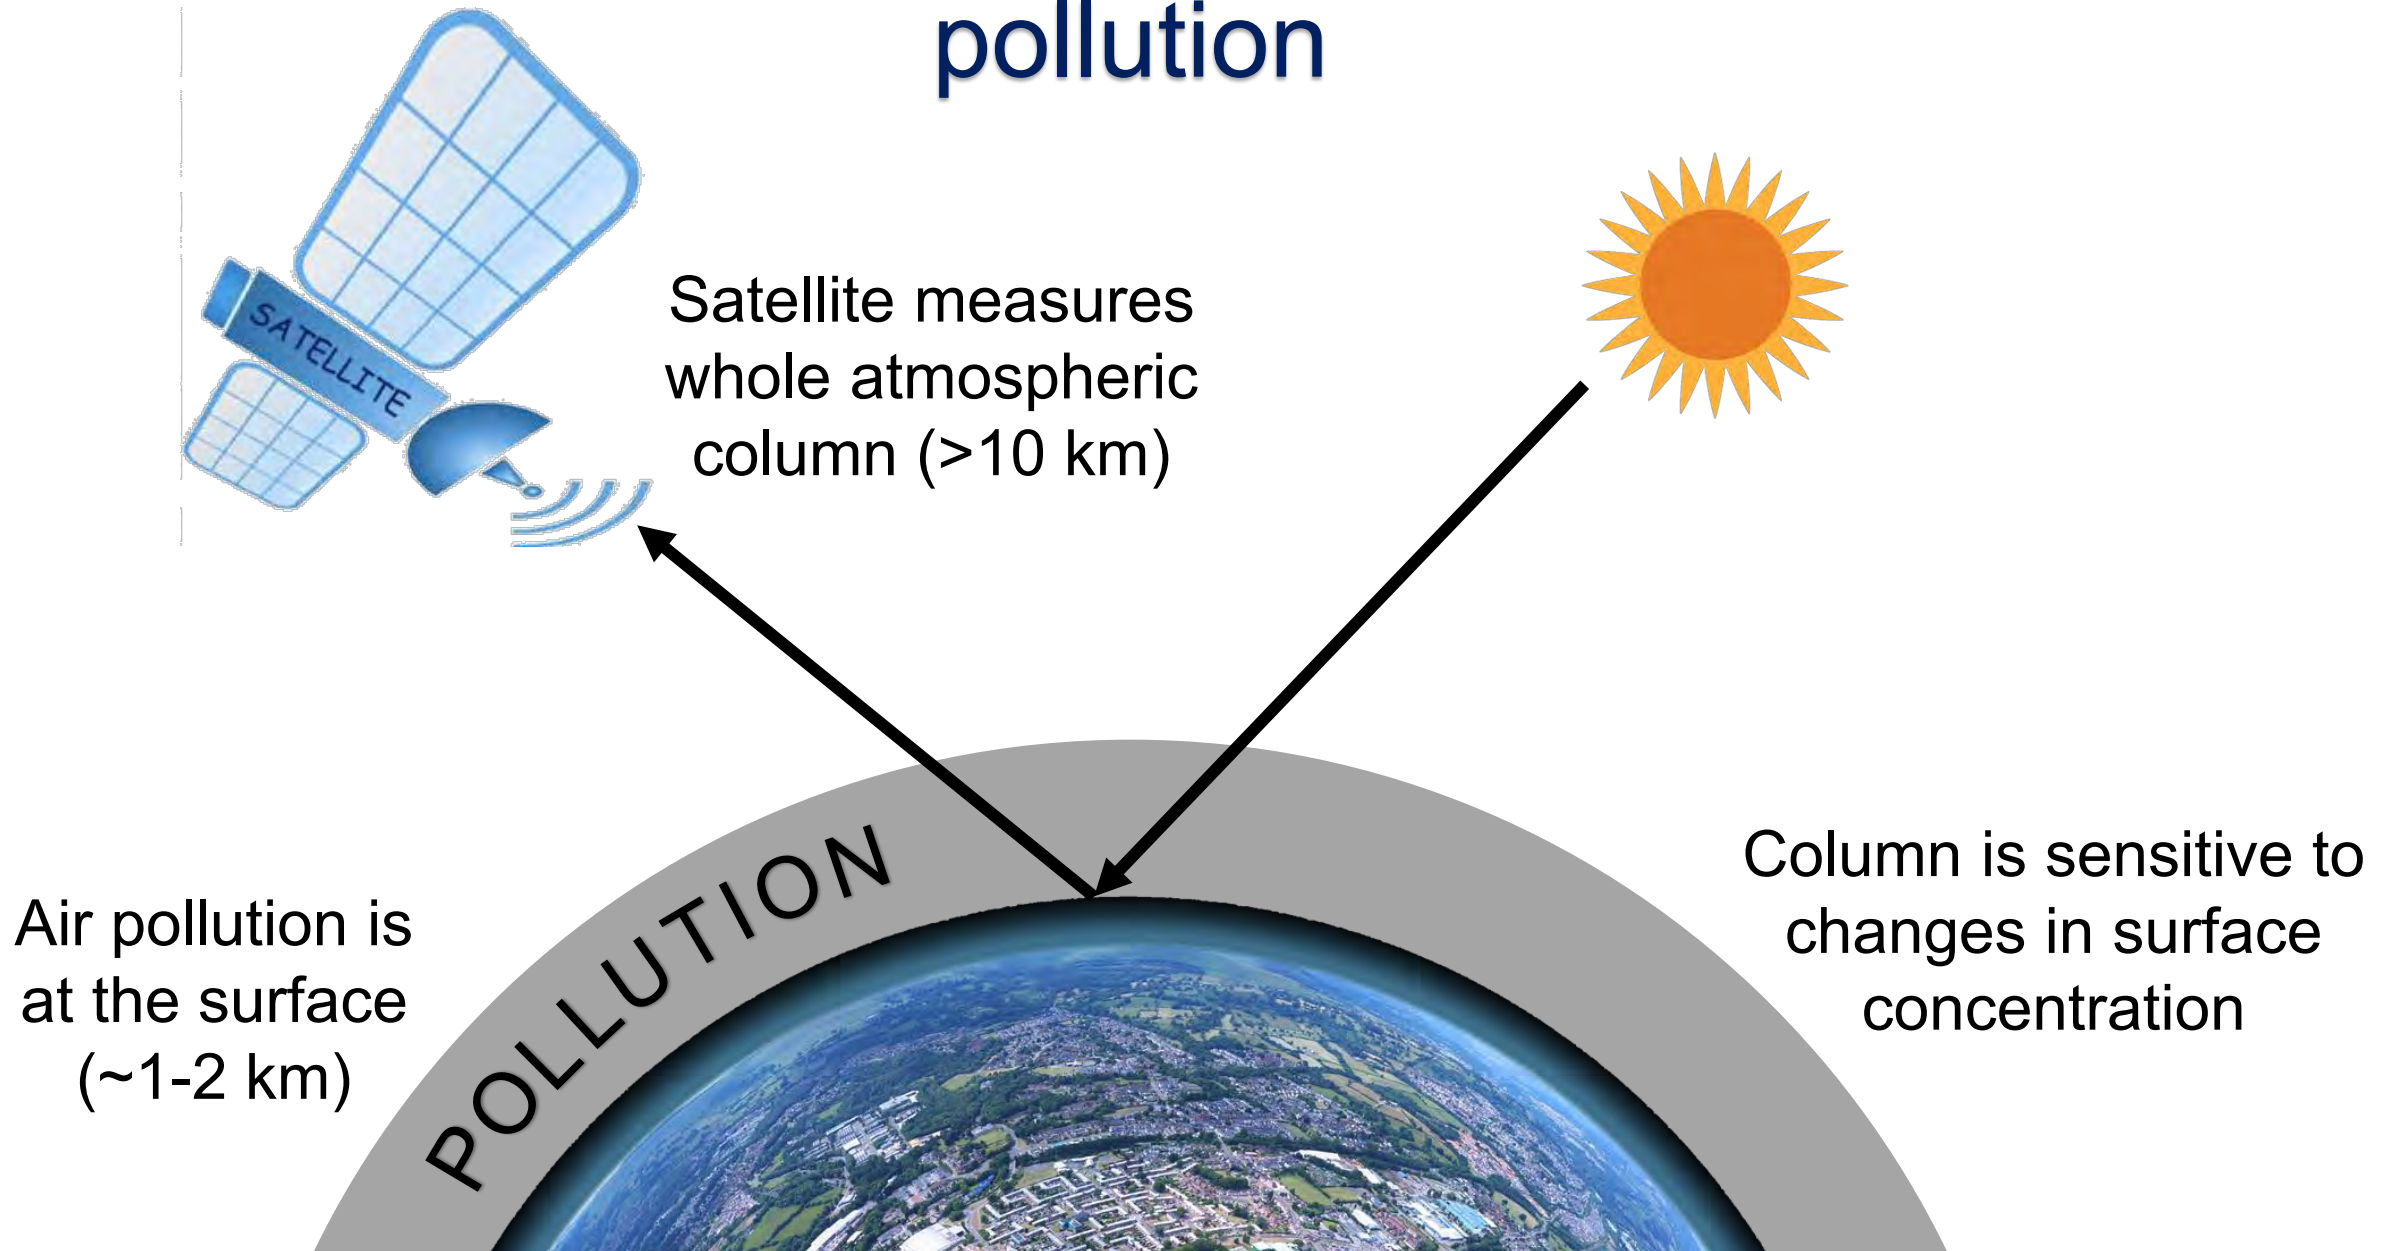 pollution
SATELLITE
Satellite measures
whole atmospheric
column (>10 km)
POLLUTION
Air pollution is
at the surface
(~1-2 km)
Column is sensitive to
changes in surface
concentration